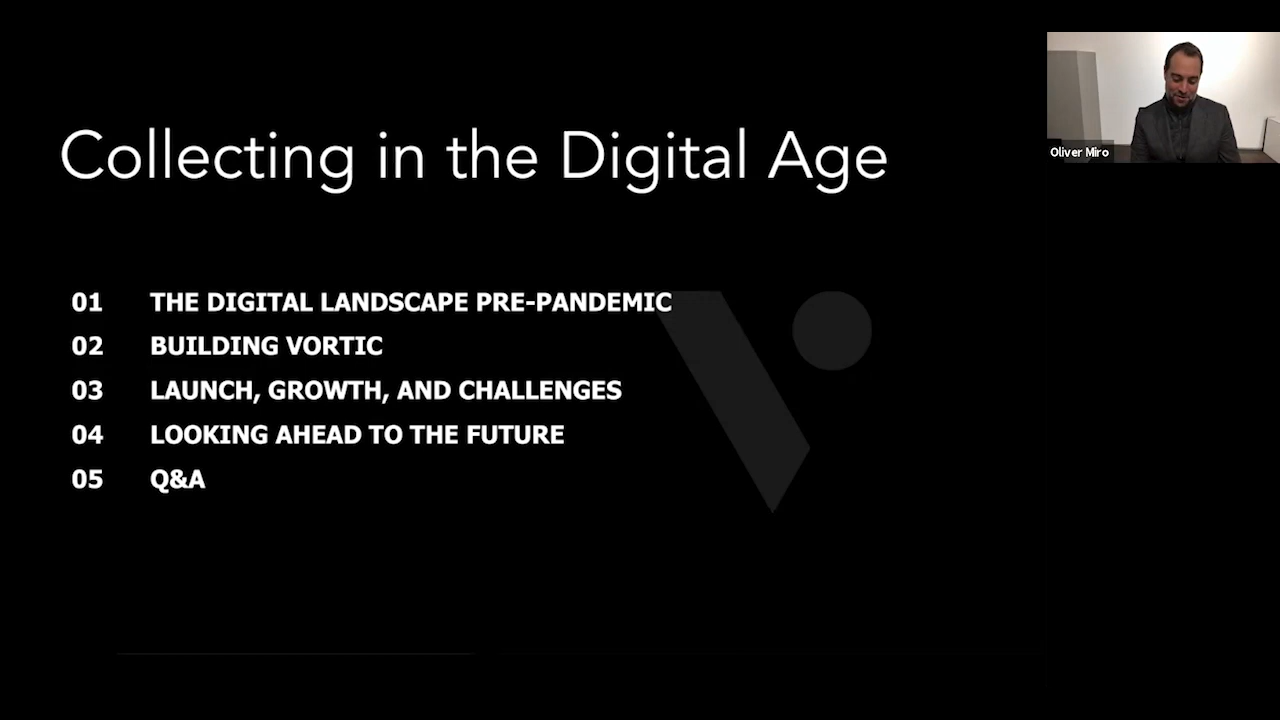 Collecting in the Digital Age
Oliver Miro
01 THE DIGITAL LANDSCAPE PRE-PANDEMIC
02 BUILDING VORTIC
03 LAUNCH, GROWTH, AND CHALLENGES
04 LOOKING AHEAD TO THE FUTURE
05 Q&A